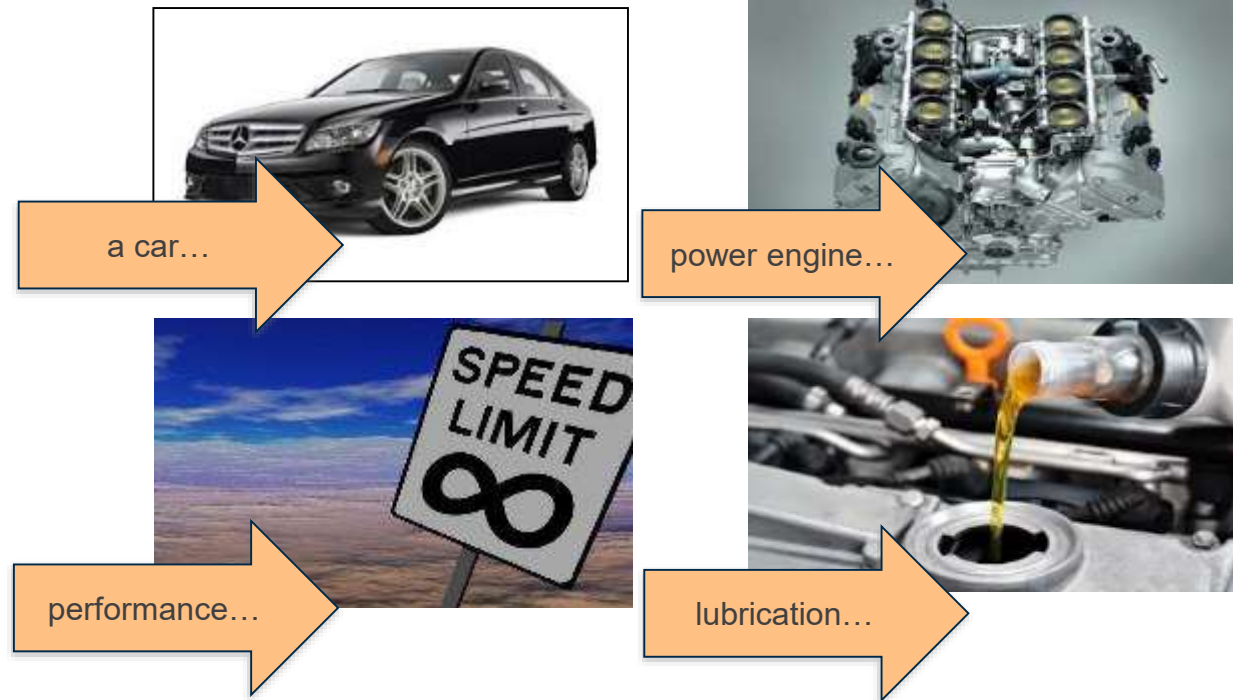 a car…
power engine…
SPEED
LIMIT
∞
performance…
lubrication…